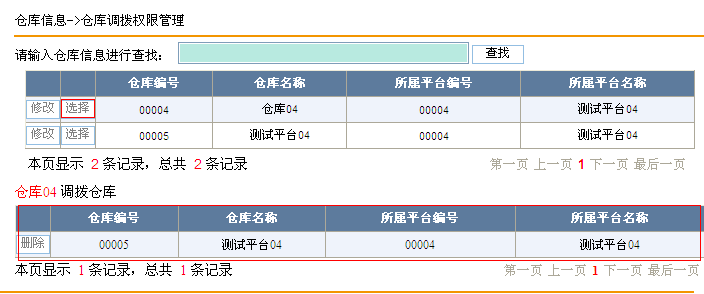 仓库信息->仓库调拨权限管理
请输入仓库信息进行查找： 查找
仓库编号 仓库名称 所属平台编号 所属平台名称
修改 选择 00004 仓库04 00004 测试平台04
修改 选择 00005 测试平台04 00004 测试平台04
本页显示 2 条记录，总共 2 条记录 第一页 上一页 1 下一页 最后一页
仓库04 调拨仓库
仓库编号 仓库名称 所属平台编号 所属平台名称
删除 00005 测试平台04 00004 测试平台04
本页显示 1 条记录，总共 1 条记录 第一页 上一页 1 下一页 最后一页